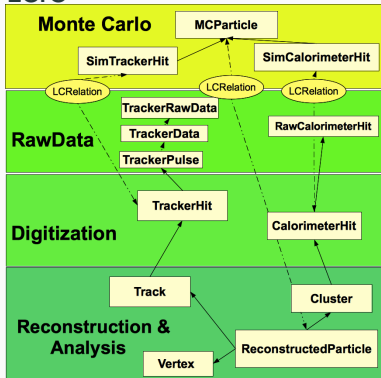 LCIO
Monte Carlo
MCParticle
SimTrackerHit
SimCalorimeterHit
LCRelation
LCRelation
LCRelation
TrackerRawData
TrackerData
TrackerPulse
RawData
RawCalorimeterHit
TrackerHit
CalorimeterHit
Digitization
Track
Cluster
Reconstruction &
Analysis
Vertex
ReconstructedParticle